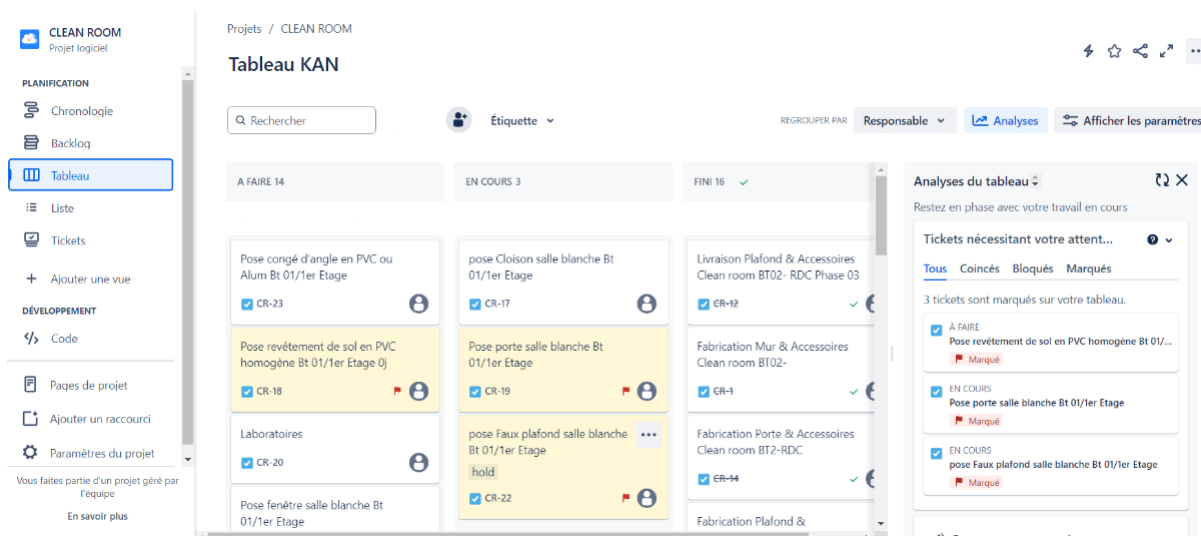 CLEAN ROOM
Projet logiciel
PLANIFICATION
Chronologie
Backlog
Tableau
Liste
Tickets
Ajouter une vue
DÉVELOPPEMENT
Code
Pages de projet
Ajouter un raccourci
Paramètres du projet
Vous faites partie d'un projet géré par
l'équipe
En savoir plus
Projets / CLEAN ROOM
Tableau KAN
Rechercher
Étiquette
REGROUPER PAR
Responsable
Analyses
Afficher les paramètres
A FAIRE 14
Pose congé d'angle en PVC ou
Alum Bt 01/1er Etage
CR-23
Pose revêtement de sol en PVC
homogène Bt 01/1er Etage 0j
CR-18
Laboratoires
CR-20
Pose fenêtre salle blanche Bt
01/1er Etage
EN COURS 3
pose Cloison salle blanche Bt
01/1er Etage
CR-17
Pose porte salle blanche Bt
01/1er Etage
CR-19
pose Faux plafond salle blanche
Bt 01/1er Etage
hold
CR-22
FINI 16
Livraison Plafond & Accessoires
Clean room BT02- RDC Phase 03
CR-12
Fabrication Mur & Accessoires
Clean room BT02-
CR-1
Fabrication Porte & Accessoires
Clean room BT2-RDC
CR-14
Fabrication Plafond &
Analyses du tableau
Restez en phase avec votre travail en cours
Tickets nécessitant votre attent...
Tous Coincés Bloqués Marqués
3 tickets sont marqués sur votre tableau.
À FAIRE
Pose revêtement de sol en PVC homogène Bt 01/...
Marqué
EN COURS
Pose porte salle blanche Bt 01/1er Etage
Marqué
EN COURS
pose Faux plafond salle blanche Bt 01/1er Etage
Marqué